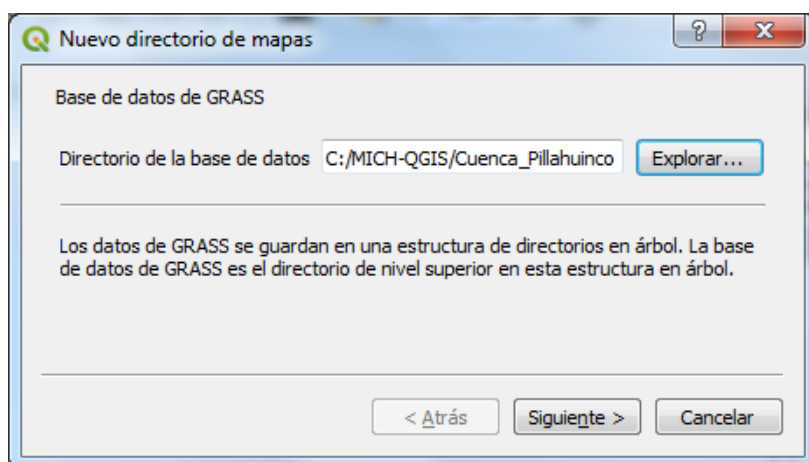 Nuevo directorio de mapas
?
Base de datos de GRASS
Directorio de la base de datos C:/MICH-QGIS/Cuenca_Pillahuinco Explorar...
Los datos de GRASS se guardan en una estructura de directorios en árbol. La base
de datos de GRASS es el directorio de nivel superior en esta estructura en árbol.
< Atrás Siguiente > Cancelar